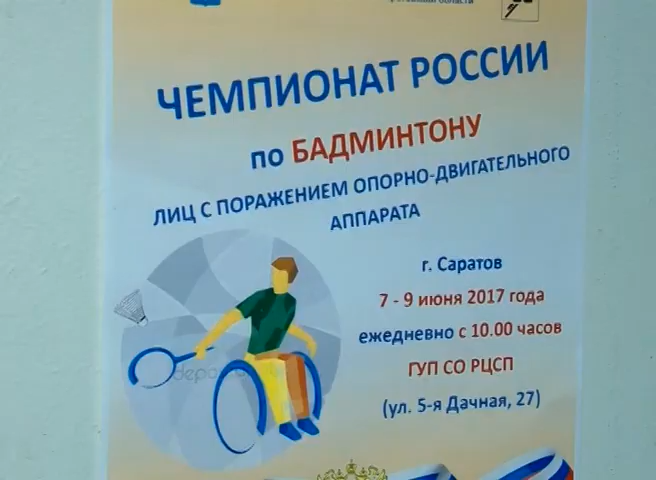 области
ЧЕМПИОНАТ РОССИИ
по БАДМИНТОНУ
ЛИЦ С ПОРАЖЕНИЕМ ОПОРНО-ДВИГАТЕЛЬНОГО
АППАРАТА
г. Саратов
7 - 9 июня 2017 года
ежедневно с 10.00 часов
ГУП СО РЦСП
(ул. 5-я Дачная, 27)